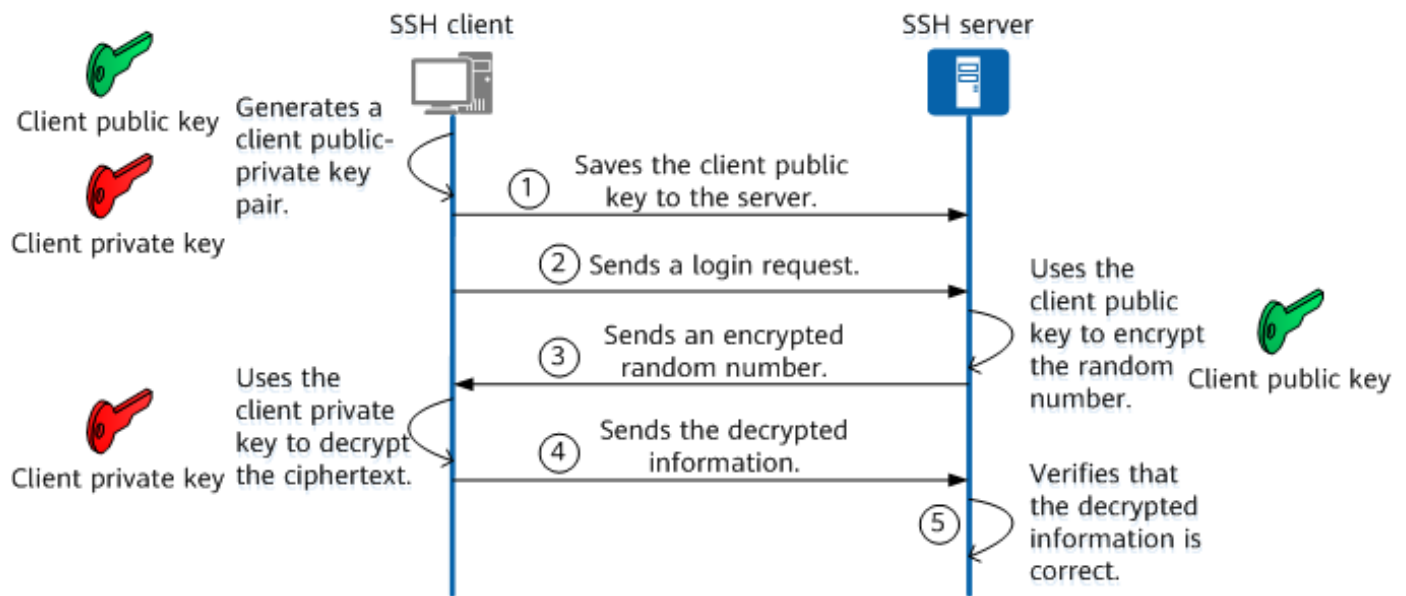 SSH client
SSH server
Client public key
Client private key
Generates a
client public-
private key
pair.
1
Saves the client public
key to the server.
2
Sends a login request.
Uses the
client public
key to encrypt
the random
number.
Client public key
3
Sends an encrypted
random number.
Client private key
Uses the
client private
key to decrypt
the ciphertext.
4
Sends the decrypted
information.
5
Verifies that
the decrypted
information is
correct.